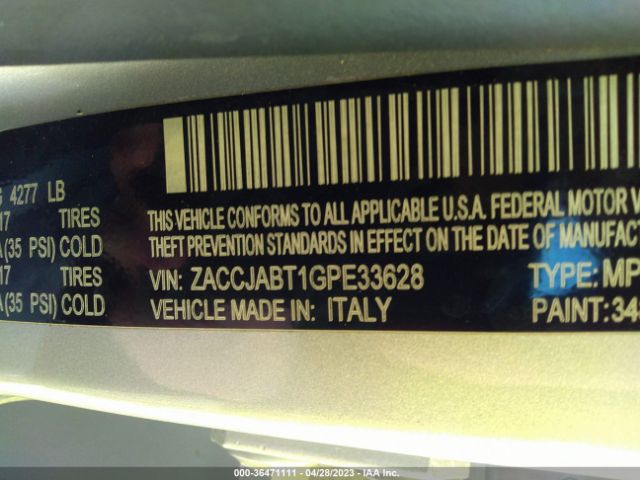 G 4277 LB
17 TIRES
A(35 PSI) COLD
17 TIRES
A(35 PSI) COLD
THIS VEHICLE CONFORMS TO ALL APPLICABLE U.S.A. FEDERAL MOTOR V
THEFT PREVENTION STANDARDS IN EFFECT ON THE DATE OF MANUFACT
VIN: ZACCJABT1GPE33628 TYPE: MP
VEHICLE MADE IN: ITALY PAINT: 34
000-36471111 - 04/28/2023 - IAA Inc.